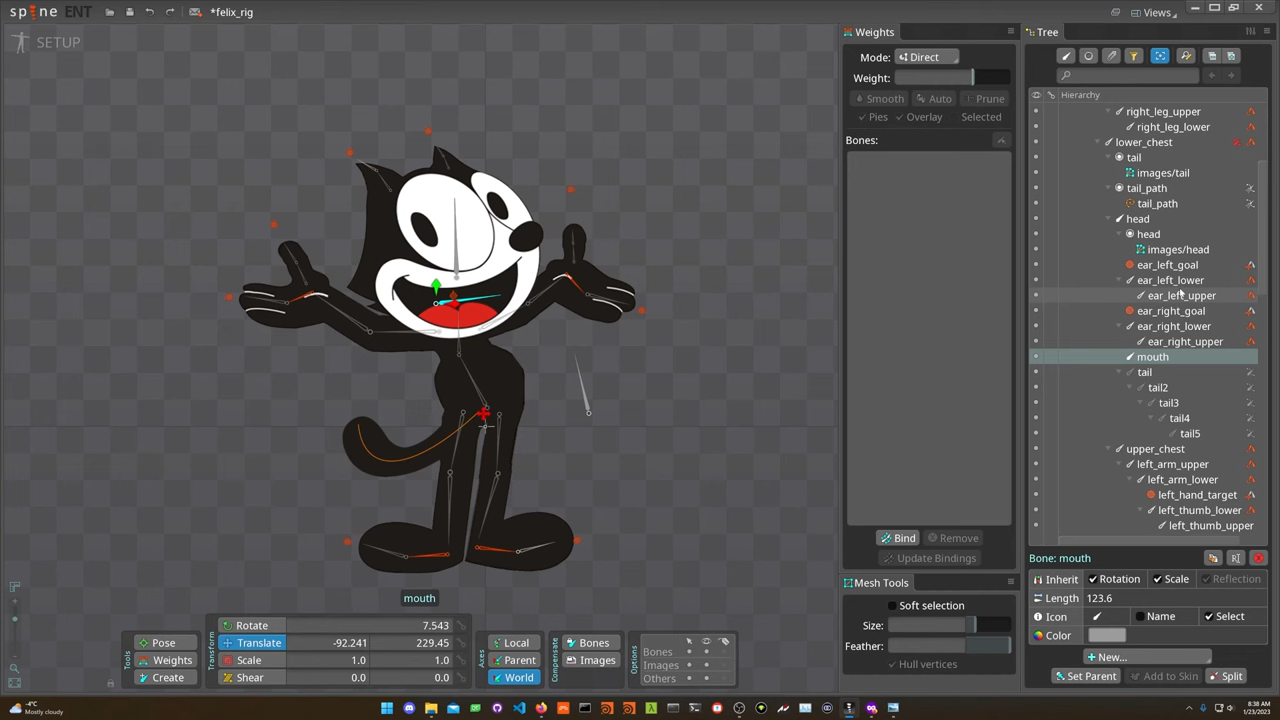 spine ENT
*felix_rig
Views
SETUP
Weights
Mode: Direct
Weight:
Smooth Auto Prune
Pies Overlay Selected
Bones:
Bind Remove
Update Bindings
Mesh Tools
Soft selection
Size:
Feather:
Hull vertices
Tree
Hierarchy
right_leg_upper
right_leg_lower
lower_chest
tail
images/tail
tail_path
tail_path
head
head
images/head
ear_left_goal
ear_left_lower
ear_left_upper
ear_right_goal
ear_right_lower
ear_right_upper
mouth
tail
tail2
tail3
tail4
tail5
upper_chest
left_arm_upper
left_arm_lower
left_hand_target
left_thumb_lower
left_thumb_upper
Bone: mouth
Inherit Rotation Scale Reflection
Length 123.6
Icon Name Select
Color
New...
Set Parent Add to Skin Split
mouth
Tools
Pose
Weights
Create
Transform
Rotate 7.543
Translate -92.241 229.45
Scale 1.0 1.0
Shear 0.0 0.0
Axes
Local
Parent
World
Compensate
Bones
Images
Options
Bones
Images
Others
-4°C
Mostly cloudy
8:38 AM
1/23/2023